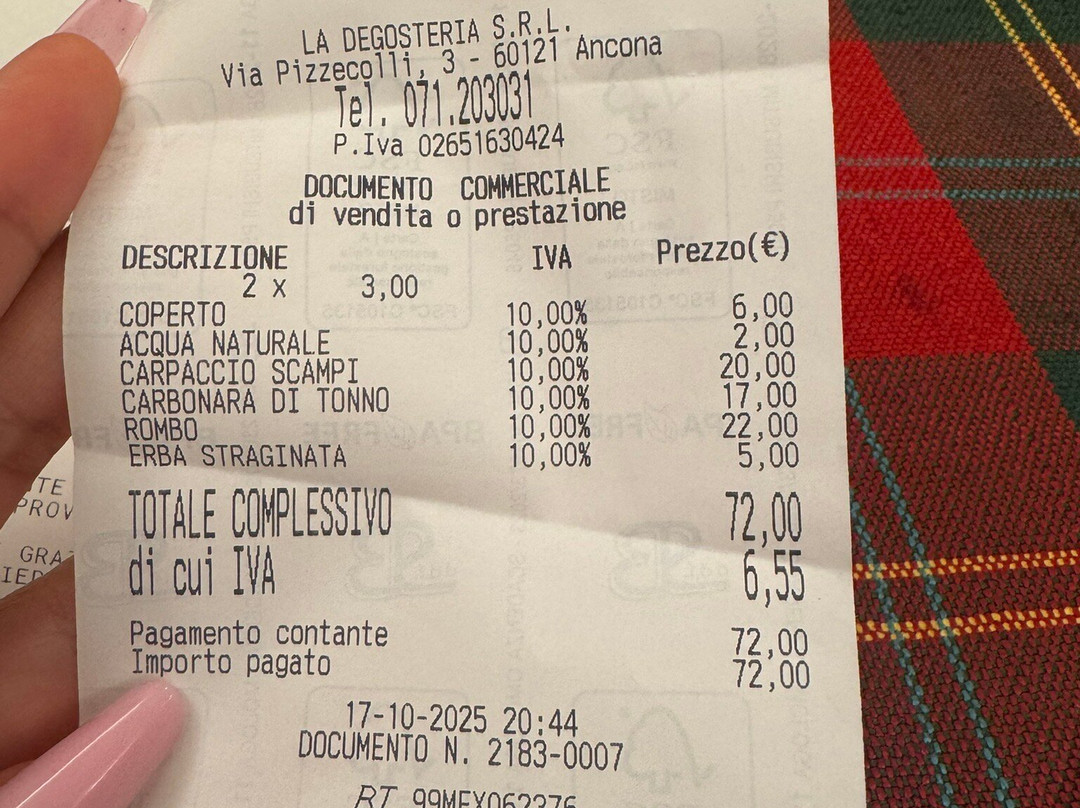 LA DEGOSTERIA S.R.L.
Via Pizzecolli, 3 - 60121 Ancona
Tel. 071.203031
P.Iva 02651630424
DOCUMENTO COMMERCIALE
di vendita o prestazione
DESCRIZIONE IVA Prezzo(€)
2 x 3,00
COPERTO 10,00% 6,00
ACQUA NATURALE 10,00% 2,00
CARPACCIO SCAMPI 10,00% 20,00
CARBONARA DI TONNO 10,00% 17,00
ROMBO 10,00% 22,00
ERBA STRAGINATA 10,00% 5,00
TOTALE COMPLESSIVO 72,00
di cui IVA 6,55
Pagamento contante 72,00
Importo pagato 72,00
17-10-2025 20:44
DOCUMENTO N. 2183-0007
RT 99MEX062376